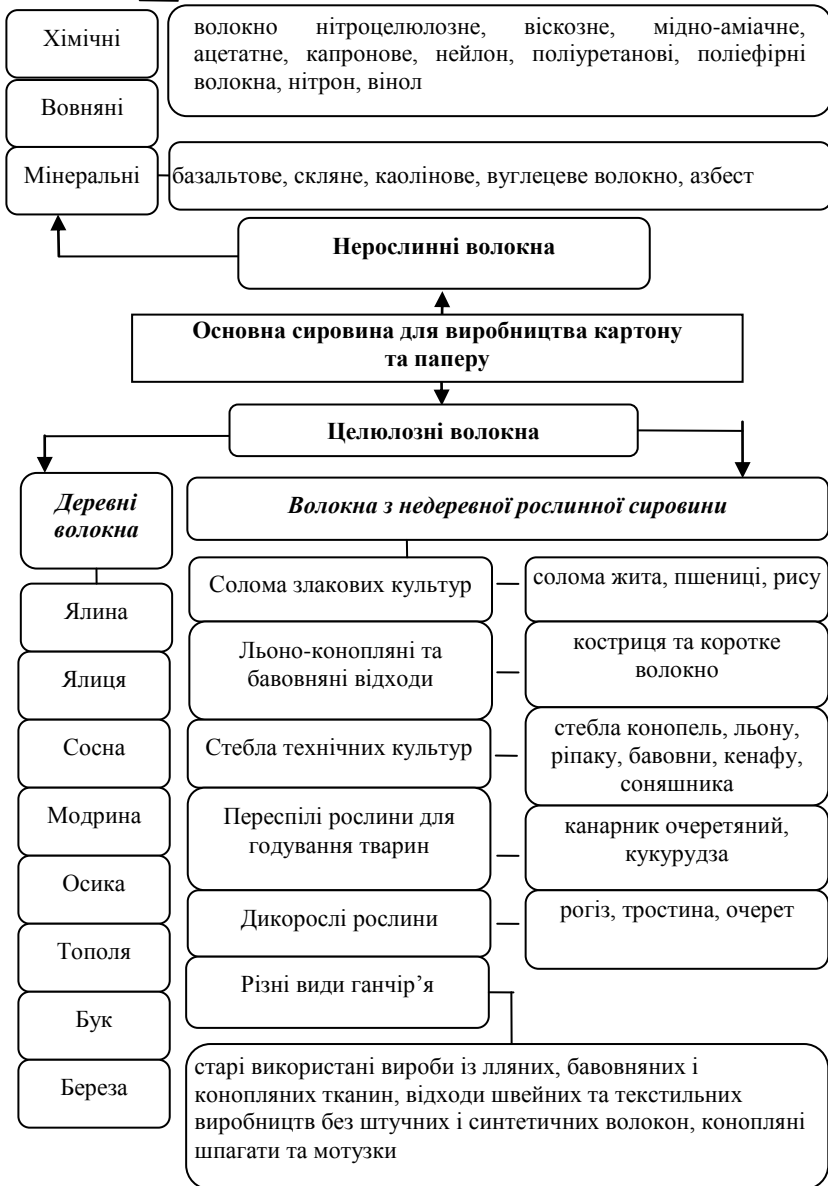 Хімічні
волокно нітроцелюлозне, віскозне, мідно-аміачне,
ацетатне, капронове, нейлон, поліуретанові, поліефірні
волокна, нітрон, вінол
Вовняні
Мінеральні
базальтове, скляне, каолінове, вуглецеве волокно, азбест
Нерослинні волокна
Основна сировина для виробництва картону
та паперу
Целюлозні волокна
Деревні
волокна
Ялина
Ялиця
Сосна
Модрина
Осика
Тополя
Бук
Береза
Волокна з недеревної рослинної сировини
Солома злакових культур
солома жита, пшениці, рису
Льоно-конопляні та
бавовняні відходи
костриця та коротке
волокно
Стебла технічних культур
стебла конопель, льону,
ріпаку, бавовни, кенафу,
соняшника
Переспілі рослини для
годування тварин
канарник очеретяний,
кукурудза
Дикорослі рослини
рогіз, тростина, очерет
Різні види ганчір’я
старі використані вироби із лляних, бавовняних і
конопляних тканин, відходи швейних та текстильних
виробництв без штучних і синтетичних волокон, конопляні
шпагати та мотузки